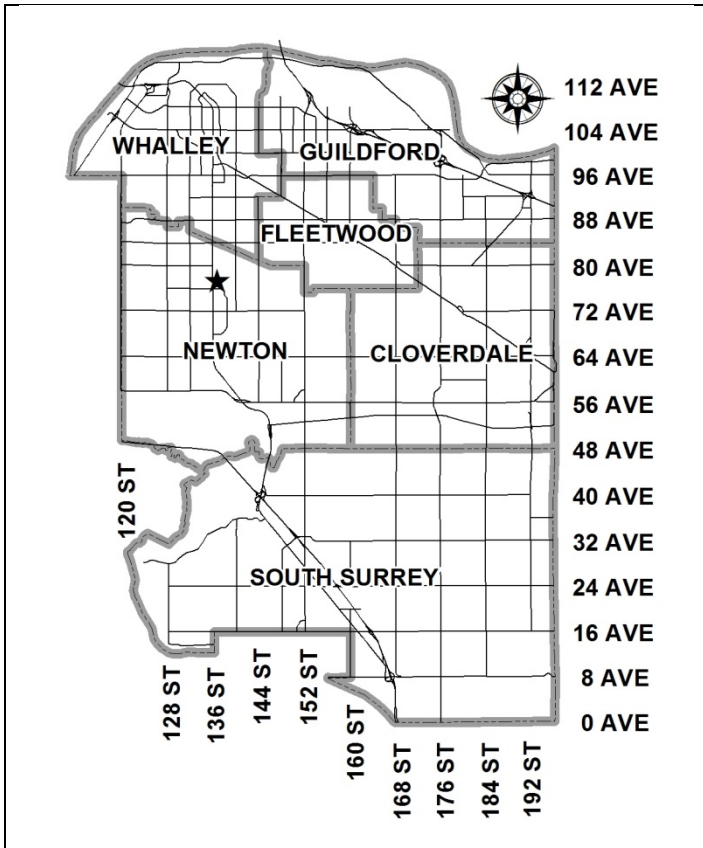 112 AVE
104 AVE
WHALLEY
GUILDFORD
96 AVE
88 AVE
FLEETWOOD
80 AVE
72 AVE
NEWTON
CLOVERDALE
64 AVE
56 AVE
48 AVE
120 ST
40 AVE
32 AVE
SOUTH SURREY
24 AVE
16 AVE
8 AVE
0 AVE
128 ST
136 ST
144 ST
152 ST
160 ST
168 ST
176 ST
184 ST
192 ST